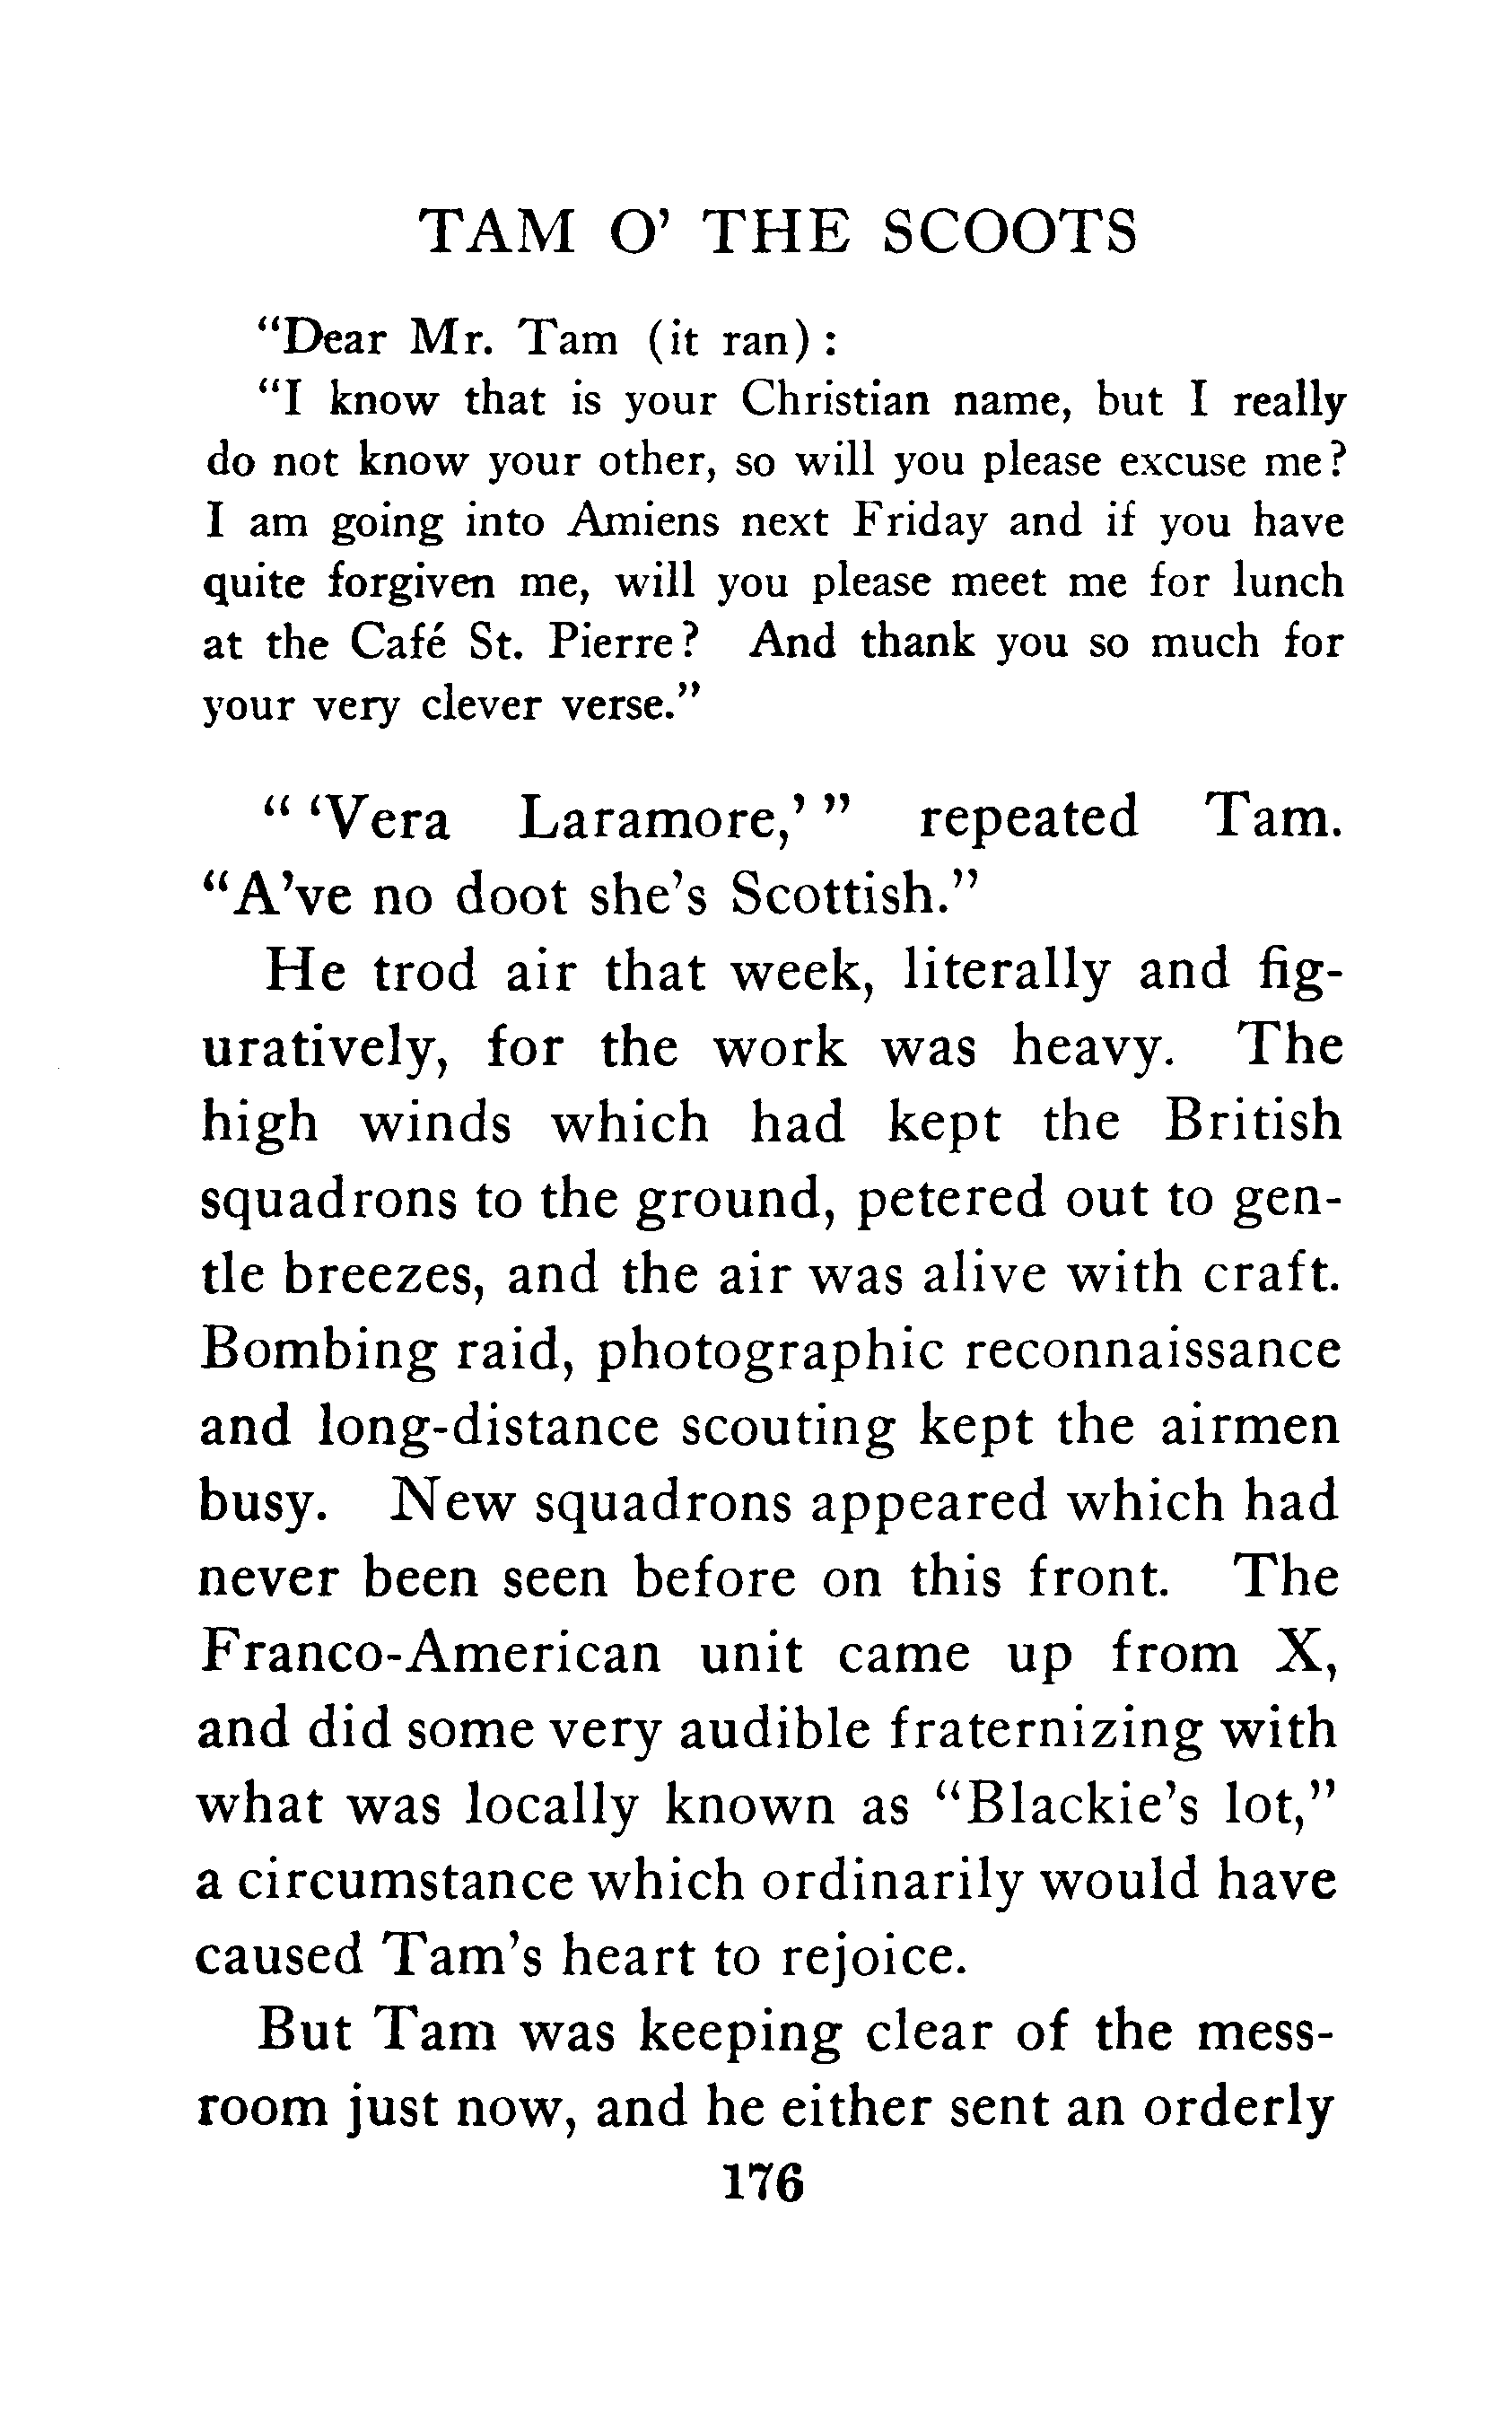 TAM O' THE SCOOTS
"Dear Mr. Tam (it ran):
"I know that is your Christian name, but I really
do not know your other, so will you please excuse me?
I am going into Amiens next Friday and if you have
quite forgiven me, will you please meet me for lunch
at the Café St. Pierre? And thank you so much for
your very clever verse."
" 'Vera Laramore,' " repeated Tam.
"A've no doot she's Scottish."
He trod air that week, literally and fig-
uratively, for the work was heavy. The
high winds which had kept the British
squadrons to the ground, petered out to gen-
tle breezes, and the air was alive with craft.
Bombing raid, photographic reconnaissance
and long-distance scouting kept the airmen
busy. New squadrons appeared which had
never been seen before on this front. The
Franco-American unit came up from X,
and did some very audible fraternizing with
what was locally known as "Blackie's lot,"
a circumstance which ordinarily would have
caused Tam's heart to rejoice.
But Tam was keeping clear of the mess-
room just now, and he either sent an orderly
176